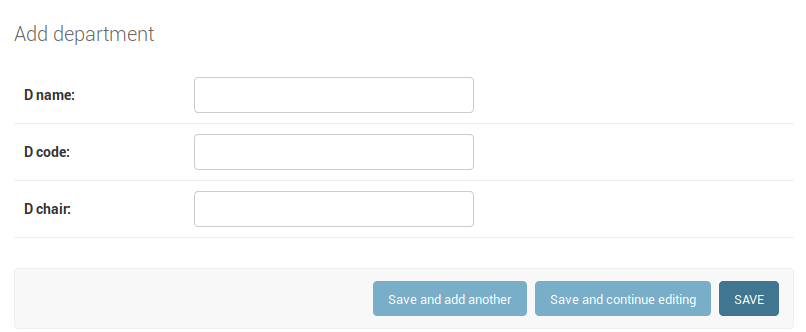 Add department
D name:
D code:
D chair:
Save and add another
Save and continue editing
SAVE